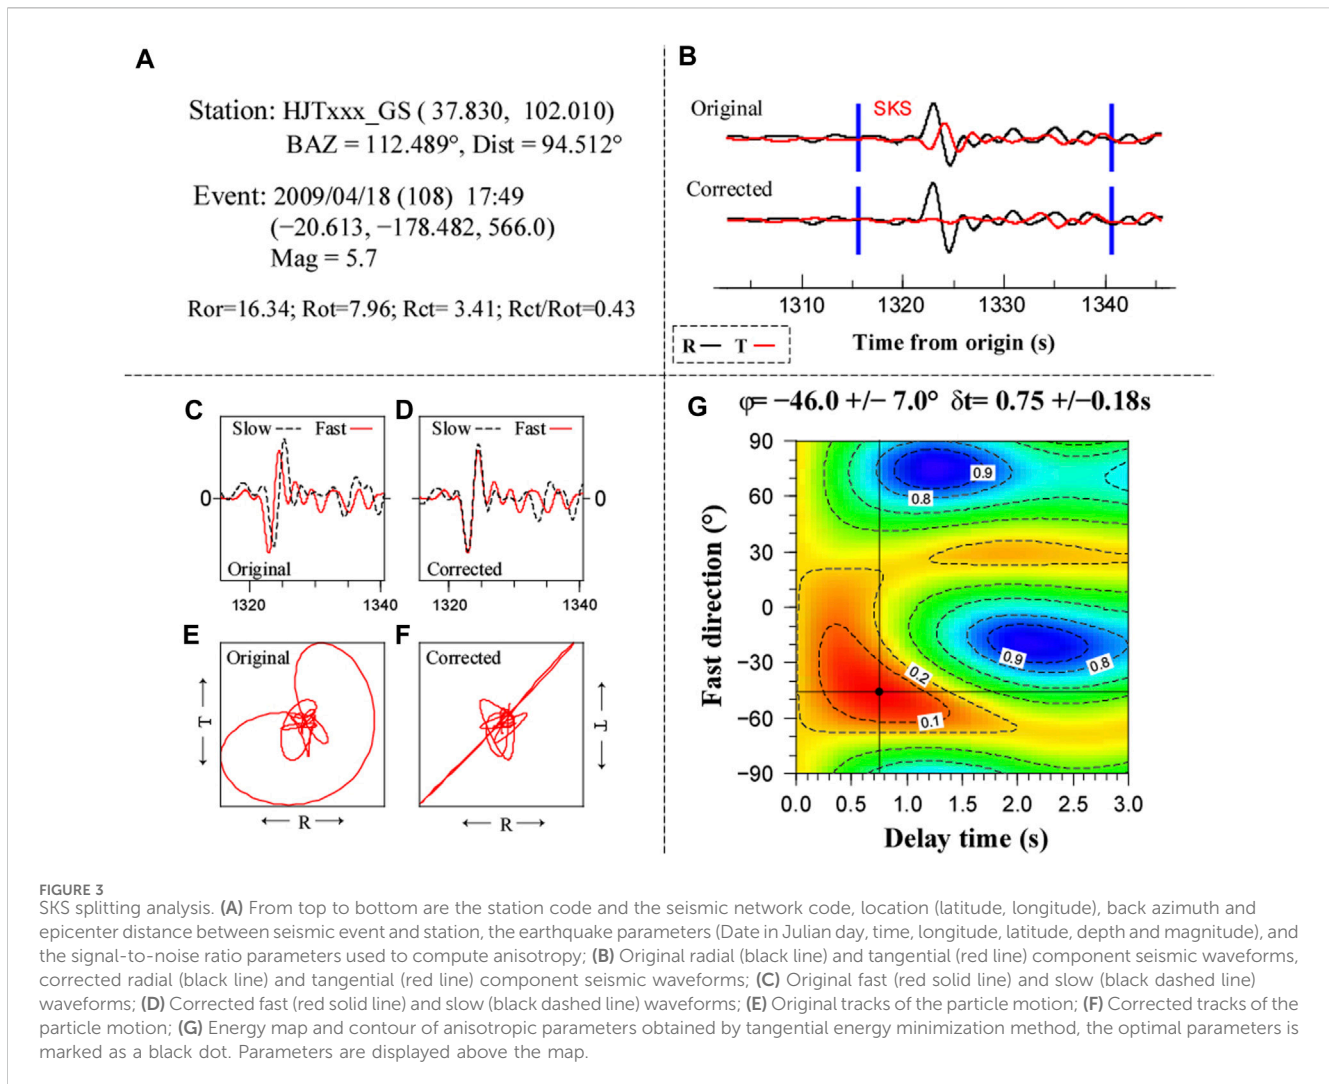 A
Station: HJTxxx_GS ( 37.830, 102.010)
BAZ = 112.489°, Dist = 94.512°
Event: 2009/04/18 (108) 17:49
(−20.613, −178.482, 566.0)
Mag = 5.7
Ror=16.34; Rot=7.96; Rct= 3.41; Rct/Rot=0.43
B
Original
SKS
Corrected
1310 1320 1330 1340
R T
Time from origin (s)
C
Slow Fast
0
Original
1320 1340
D
Slow Fast
0
Corrected
1320 1340
E
Original
T
R
F
Corrected
T
R
G
φ= −46.0 +/− 7.0° δt= 0.75 +/−0.18s
Fast direction (°)
90
60
30
0
−30
−60
−90
0.9
0.8
0.2
0.9
0.8
0.1
0.0 0.5 1.0 1.5 2.0 2.5 3.0
Delay time (s)
FIGURE 3
SKS splitting analysis. (A) From top to bottom are the station code and the seismic network code, location (latitude, longitude), back azimuth and
epicenter distance between seismic event and station, the earthquake parameters (Date in Julian day, time, longitude, latitude, depth and magnitude), and
the signal-to-noise ratio parameters used to compute anisotropy; (B) Original radial (black line) and tangential (red line) component seismic waveforms,
corrected radial (black line) and tangential (red line) component seismic waveforms; (C) Original fast (red solid line) and slow (black dashed line)
waveforms; (D) Corrected fast (red solid line) and slow (black dashed line) waveforms; (E) Original tracks of the particle motion; (F) Corrected tracks of the
particle motion; (G) Energy map and contour of anisotropic parameters obtained by tangential energy minimization method, the optimal parameters is
marked as a black dot. Parameters are displayed above the map.